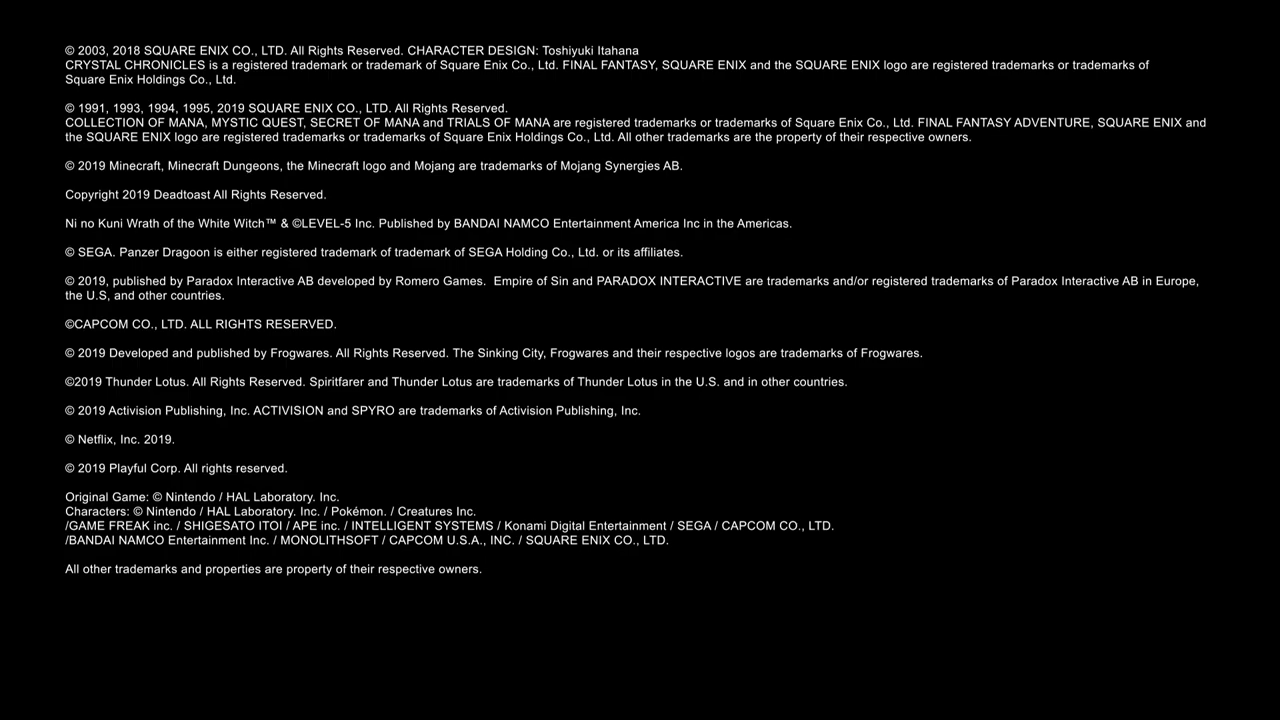 © 2003, 2018 SQUARE ENIX CO., LTD. All Rights Reserved. CHARACTER DESIGN: Toshiyuki Itahana
CRYSTAL CHRONICLES is a registered trademark or trademark of Square Enix Co., Ltd. FINAL FANTASY, SQUARE ENIX and the SQUARE ENIX logo are registered trademarks or trademarks of
Square Enix Holdings Co., Ltd.
© 1991, 1993, 1994, 1995, 2019 SQUARE ENIX CO., LTD. All Rights Reserved.
COLLECTION OF MANA, MYSTIC QUEST, SECRET OF MANA and TRIALS OF MANA are registered trademarks or trademarks of Square Enix Co., Ltd. FINAL FANTASY ADVENTURE, SQUARE ENIX and
the SQUARE ENIX logo are registered trademarks or trademarks of Square Enix Holdings Co., Ltd. All other trademarks are the property of their respective owners.
© 2019 Minecraft, Minecraft Dungeons, the Minecraft logo and Mojang are trademarks of Mojang Synergies AB.
Copyright 2019 Deadtoast All Rights Reserved.
Ni no Kuni Wrath of the White Witch™ & ©LEVEL-5 Inc. Published by BANDAI NAMCO Entertainment America Inc in the Americas.
© SEGA. Panzer Dragoon is either registered trademark of trademark of SEGA Holding Co., Ltd. or its affiliates.
© 2019, published by Paradox Interactive AB developed by Romero Games.  Empire of Sin and PARADOX INTERACTIVE are trademarks and/or registered trademarks of Paradox Interactive AB in Europe,
the U.S, and other countries.
©CAPCOM CO., LTD. ALL RIGHTS RESERVED.
© 2019 Developed and published by Frogwares. All Rights Reserved. The Sinking City, Frogwares and their respective logos are trademarks of Frogwares.
©2019 Thunder Lotus. All Rights Reserved. Spiritfarer and Thunder Lotus are trademarks of Thunder Lotus in the U.S. and in other countries.
© 2019 Activision Publishing, Inc. ACTIVISION and SPYRO are trademarks of Activision Publishing, Inc.
© Netflix, Inc. 2019.
© 2019 Playful Corp. All rights reserved.
Original Game: © Nintendo / HAL Laboratory. Inc.
Characters: © Nintendo / HAL Laboratory. Inc. / Pokémon. / Creatures Inc.
/GAME FREAK inc. / SHIGESATO ITOI / APE inc. / INTELLIGENT SYSTEMS / Konami Digital Entertainment / SEGA / CAPCOM CO., LTD.
/BANDAI NAMCO Entertainment Inc. / MONOLITHSOFT / CAPCOM U.S.A., INC. / SQUARE ENIX CO., LTD.
All other trademarks and properties are property of their respective owners.